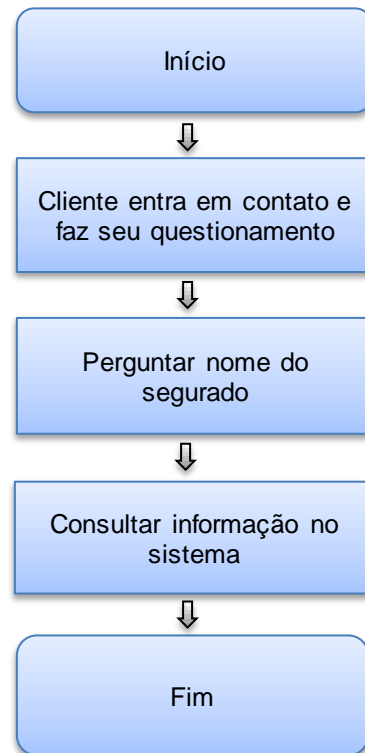 Início
Cliente entra em contato e
faz seu questionamento
Perguntar nome do
segurado
Consultar informação no
sistema
Fim